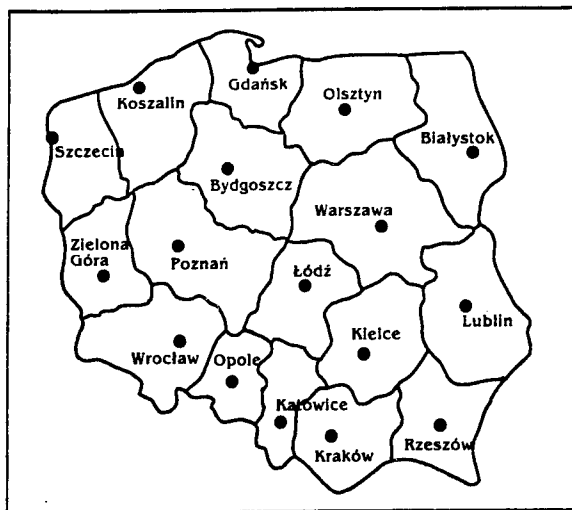 Gdańsk
Koszalin
Olsztyn
Białystok
Szczecin
Bydgoszcz
Warszawa
Zielona
Góra
Poznań
Łódź
Lublin
Kielce
Wrocław
Opole
Katowice
Rzeszów
Kraków